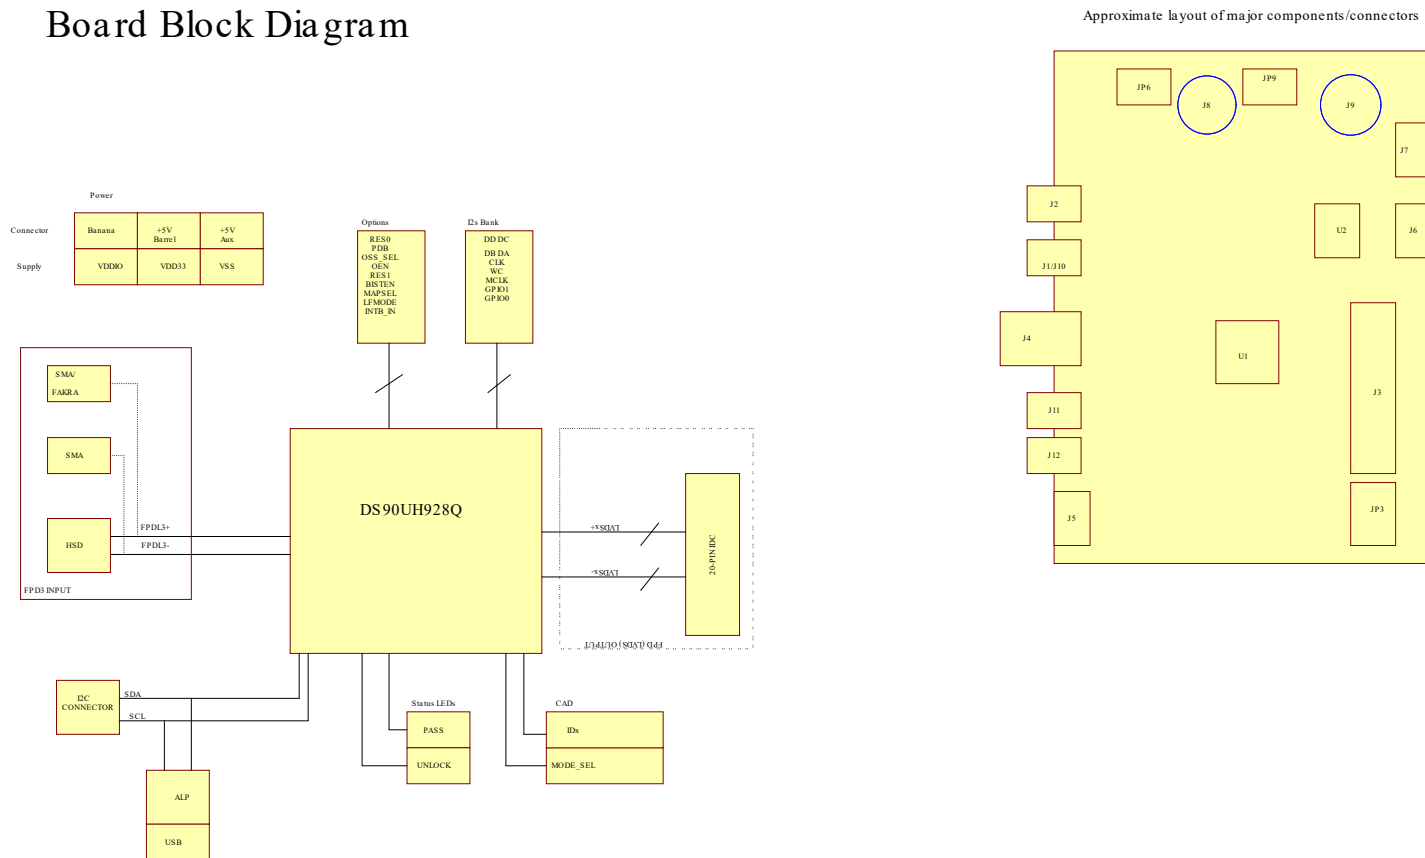 Board Block Diagram
Approximate layout of major components/connectors
Power
Connector
Banana
+5V
Barrel
+5V
Aux
Supply
VDDIO
VDD33
VSS
Options
RES0
PDB
OSS_SEL
OEN
RES1
BISTEN
MAPSEL
LFMODE
INTB_IN
I2s Bank
DD DC
DB DA
CLK
WC
MCLK
GPIO1
GPIO0
SMA/
FAKRA
SMA
HSD
FPDL3+
FPDL3-
FPD3 INPUT
DS90UH928Q
LVDSx+
LVDSx-
20-PIN IDC
FPD (LVDS) OUTPUT
I2C
CONNECTOR
SDA
SCL
ALP
USB
Status LEDs
PASS
UNLOCK
CAD
IDx
MODE_SEL
JP6
J8
JP9
J9
J7
J2
U2
J6
J1/J10
J4
U1
J3
J11
J12
J5
JP3